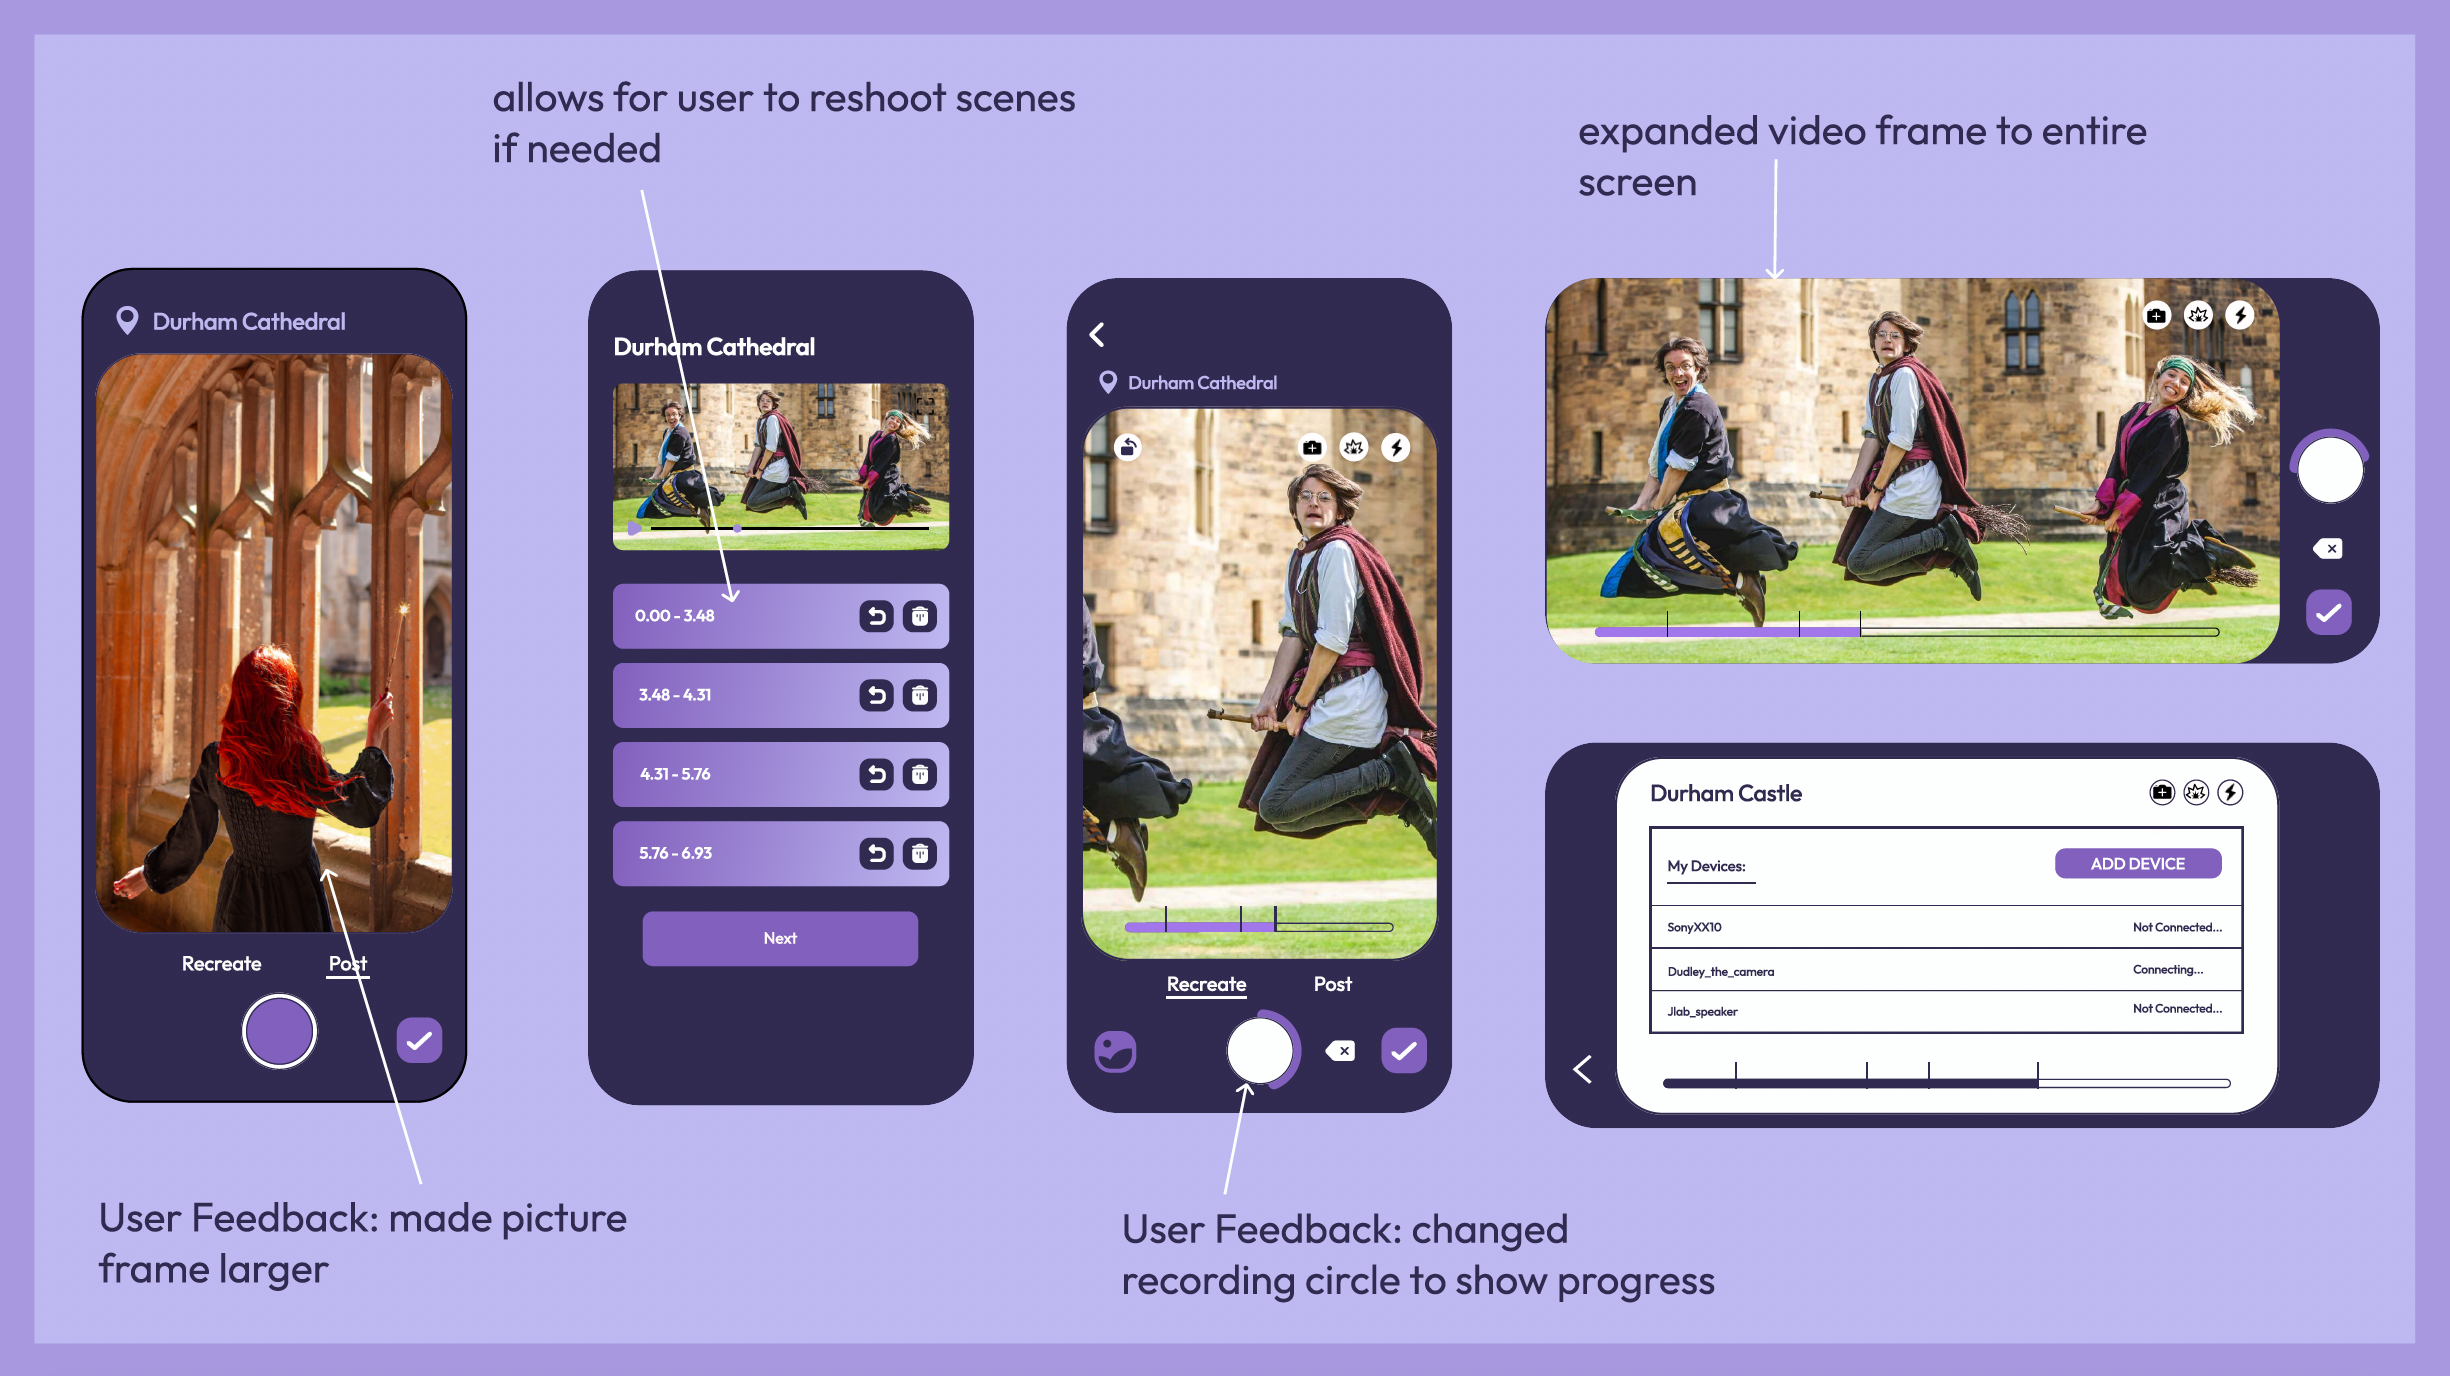 allows for user to reshoot scenes
if needed
expanded video frame to entire
screen
Durham Cathedral
Recreate
Post
Durham Cathedral
0.00 - 3.48
3.48 - 4.31
4.31 - 5.76
5.76 - 6.93
Next
Durham Cathedral
Recreate
Post
Durham Castle
My Devices:
ADD DEVICE
SonyXX10
Not Connected...
Dudley_the_camera
Connecting...
Jlab_speaker
Not Connected...
User Feedback: made picture
frame larger
User Feedback: changed
recording circle to show progress